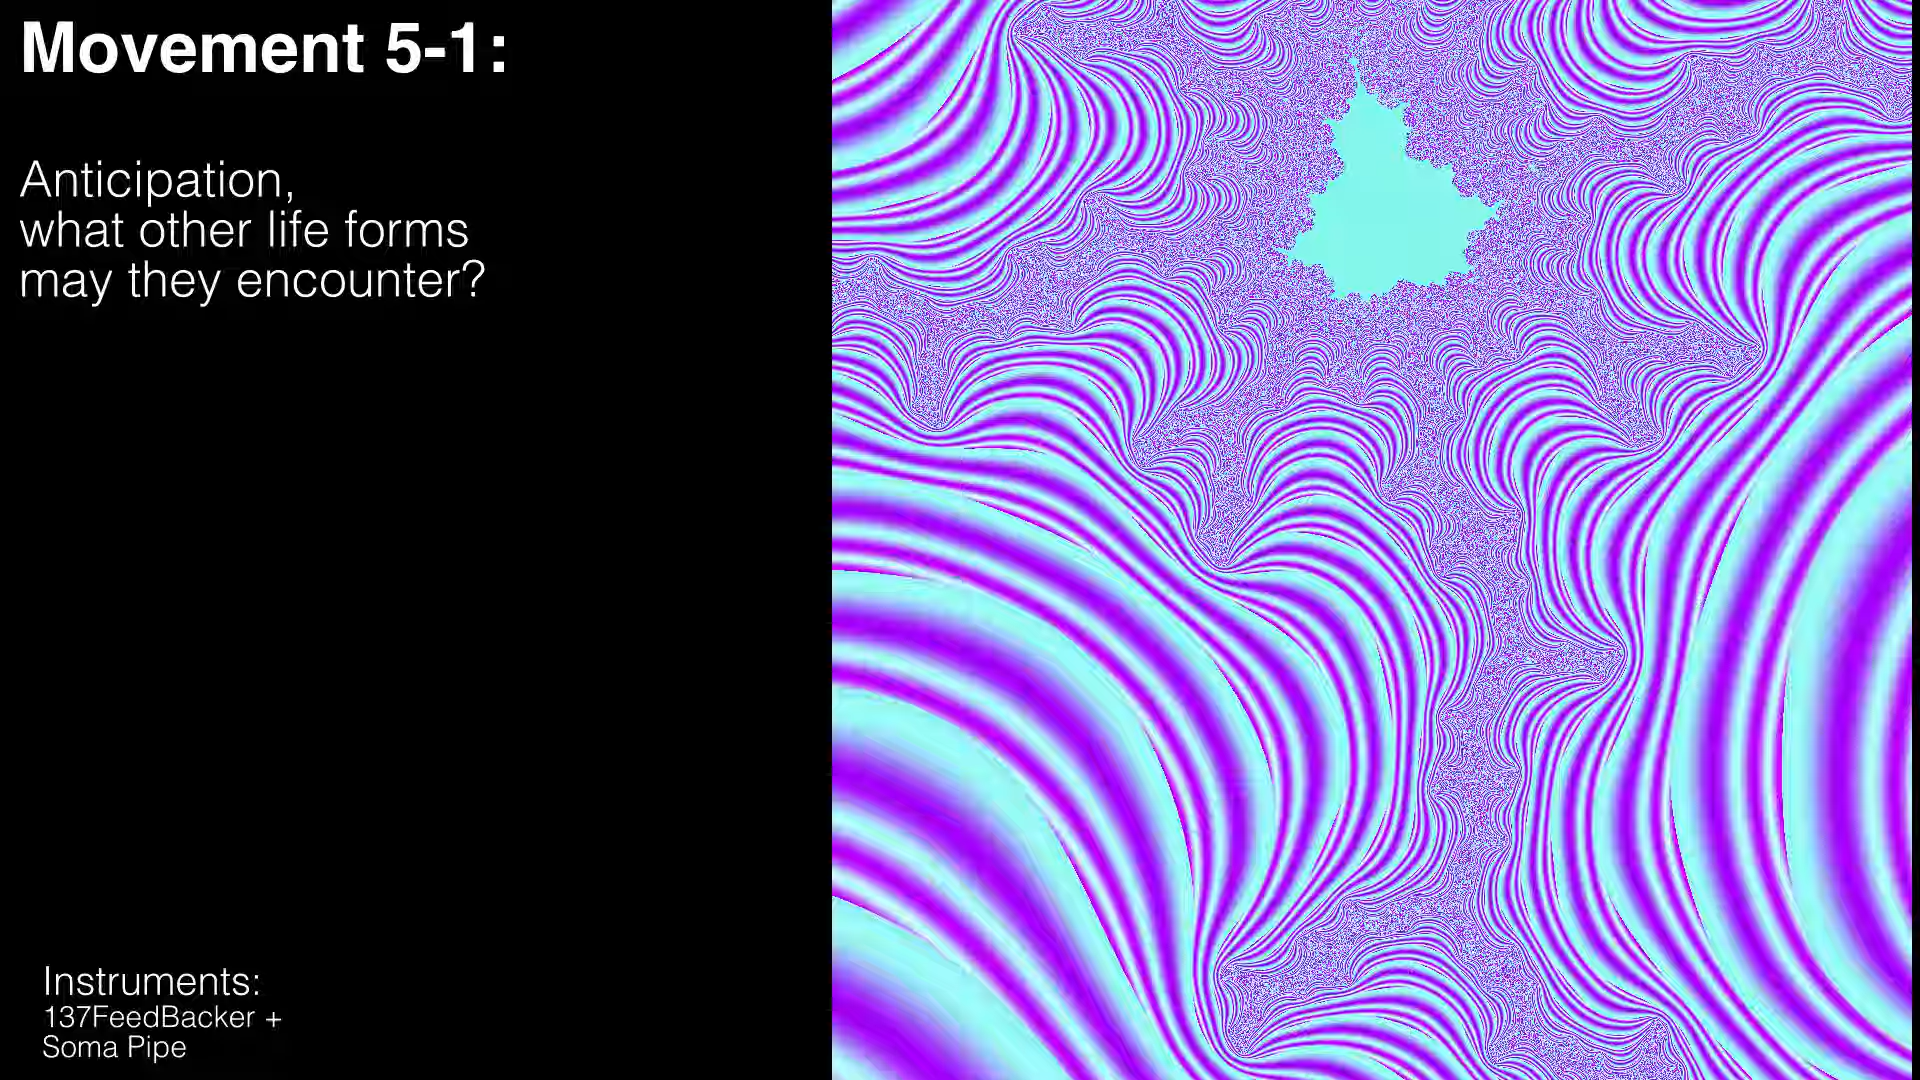 Movement 5-1:
Anticipation,
what other life forms
may they encounter?
Instruments:
137FeedBacker +
Soma Pipe